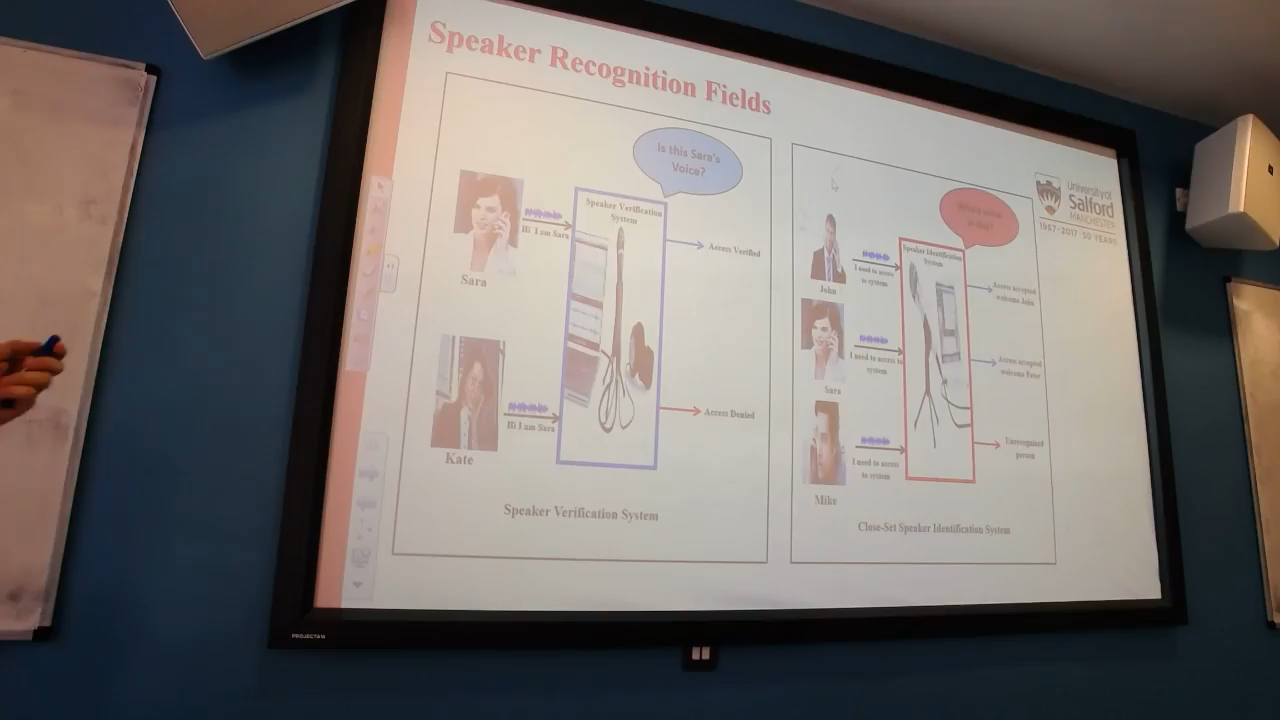 Speaker Recognition Fields
Is this Sara's
Voice?
Speaker Verification
System
Hi I am Sara
Access Verified
Sara
Hi I am Sara
Access Denied
Kate
Speaker Verification System
University of
Salford
MANCHESTER
1967-2017 50 YEARS
Speaker Identification
System
I need to access
to system
Access accepted
welcome John
John
I need to access to
system
Access accepted
welcome Peter
Sara
I need to access
to system
Unrecognised
person
Mike
Close-Set Speaker Identification System